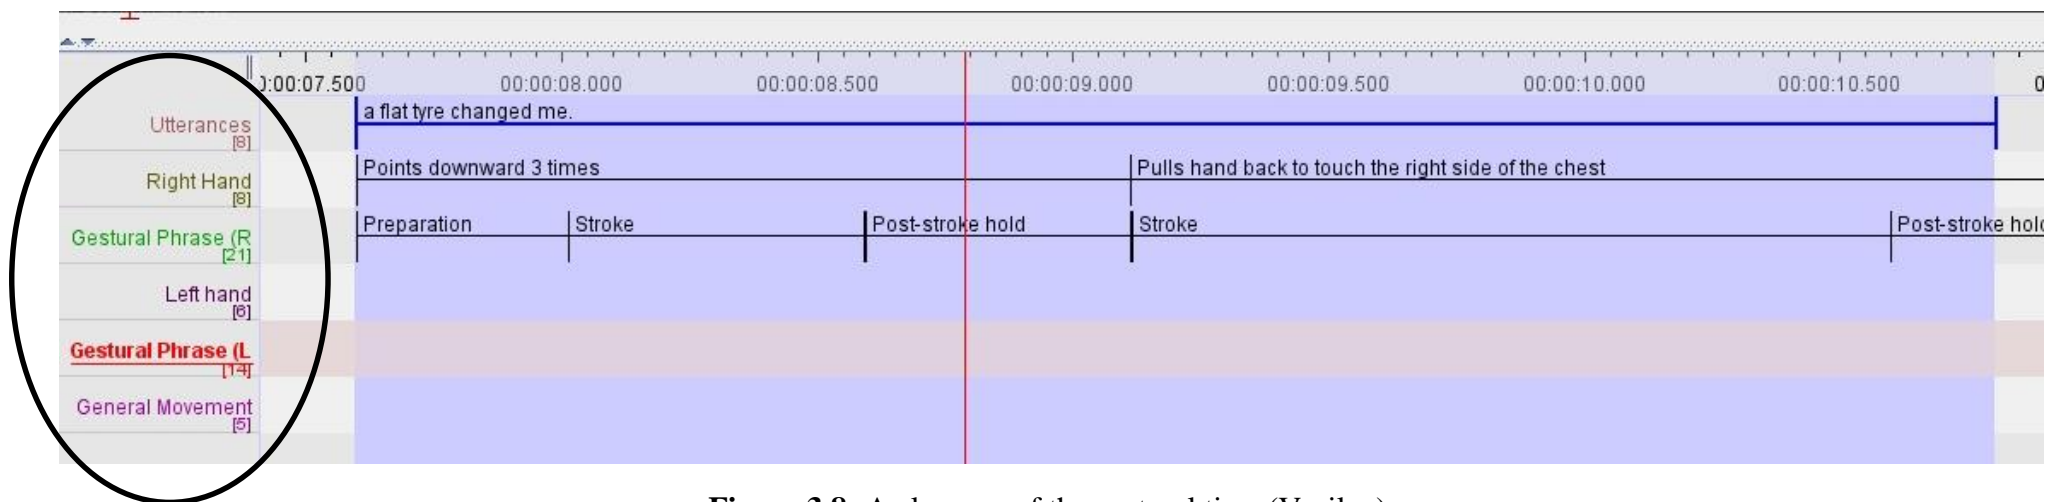 0:00:07.500 00:00:08.000 00:00:08.500 00:00:09.000 00:00:09.500 00:00:10.000 00:00:10.500 0
Utterances [8] a flat tyre changed me.
Right Hand [8] Points downward 3 times Pulls hand back to touch the right side of the chest
Gestural Phrase (R [21] Preparation Stroke Post-stroke hold Stroke Post-stroke hold
Left hand [6]
Gestural Phrase (L [14]
General Movement [5]